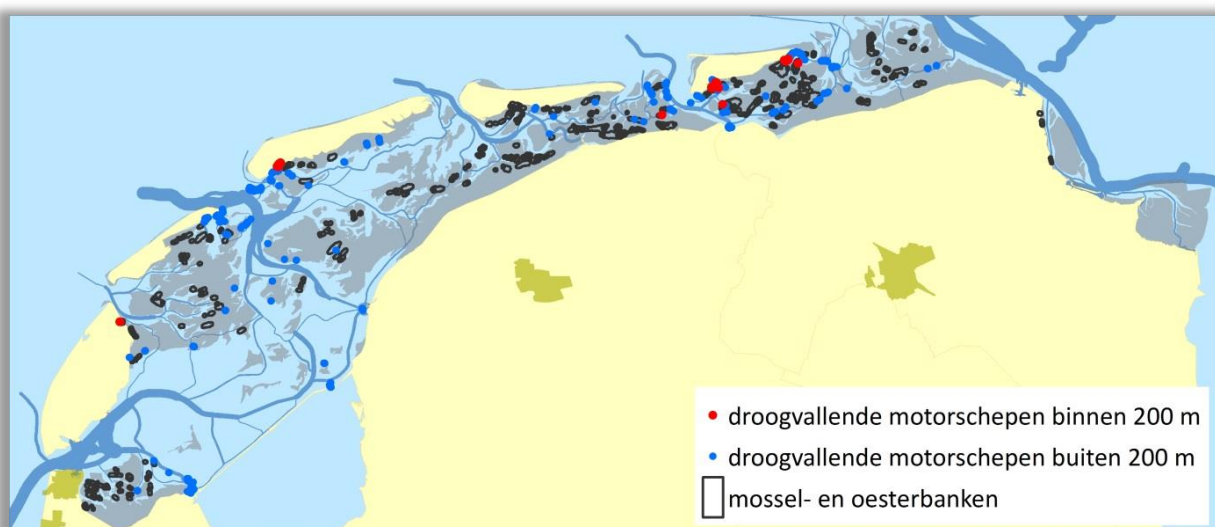 droogvallende motorschepen binnen 200 m
droogvallende motorschepen buiten 200 m
mossel- en oesterbanken